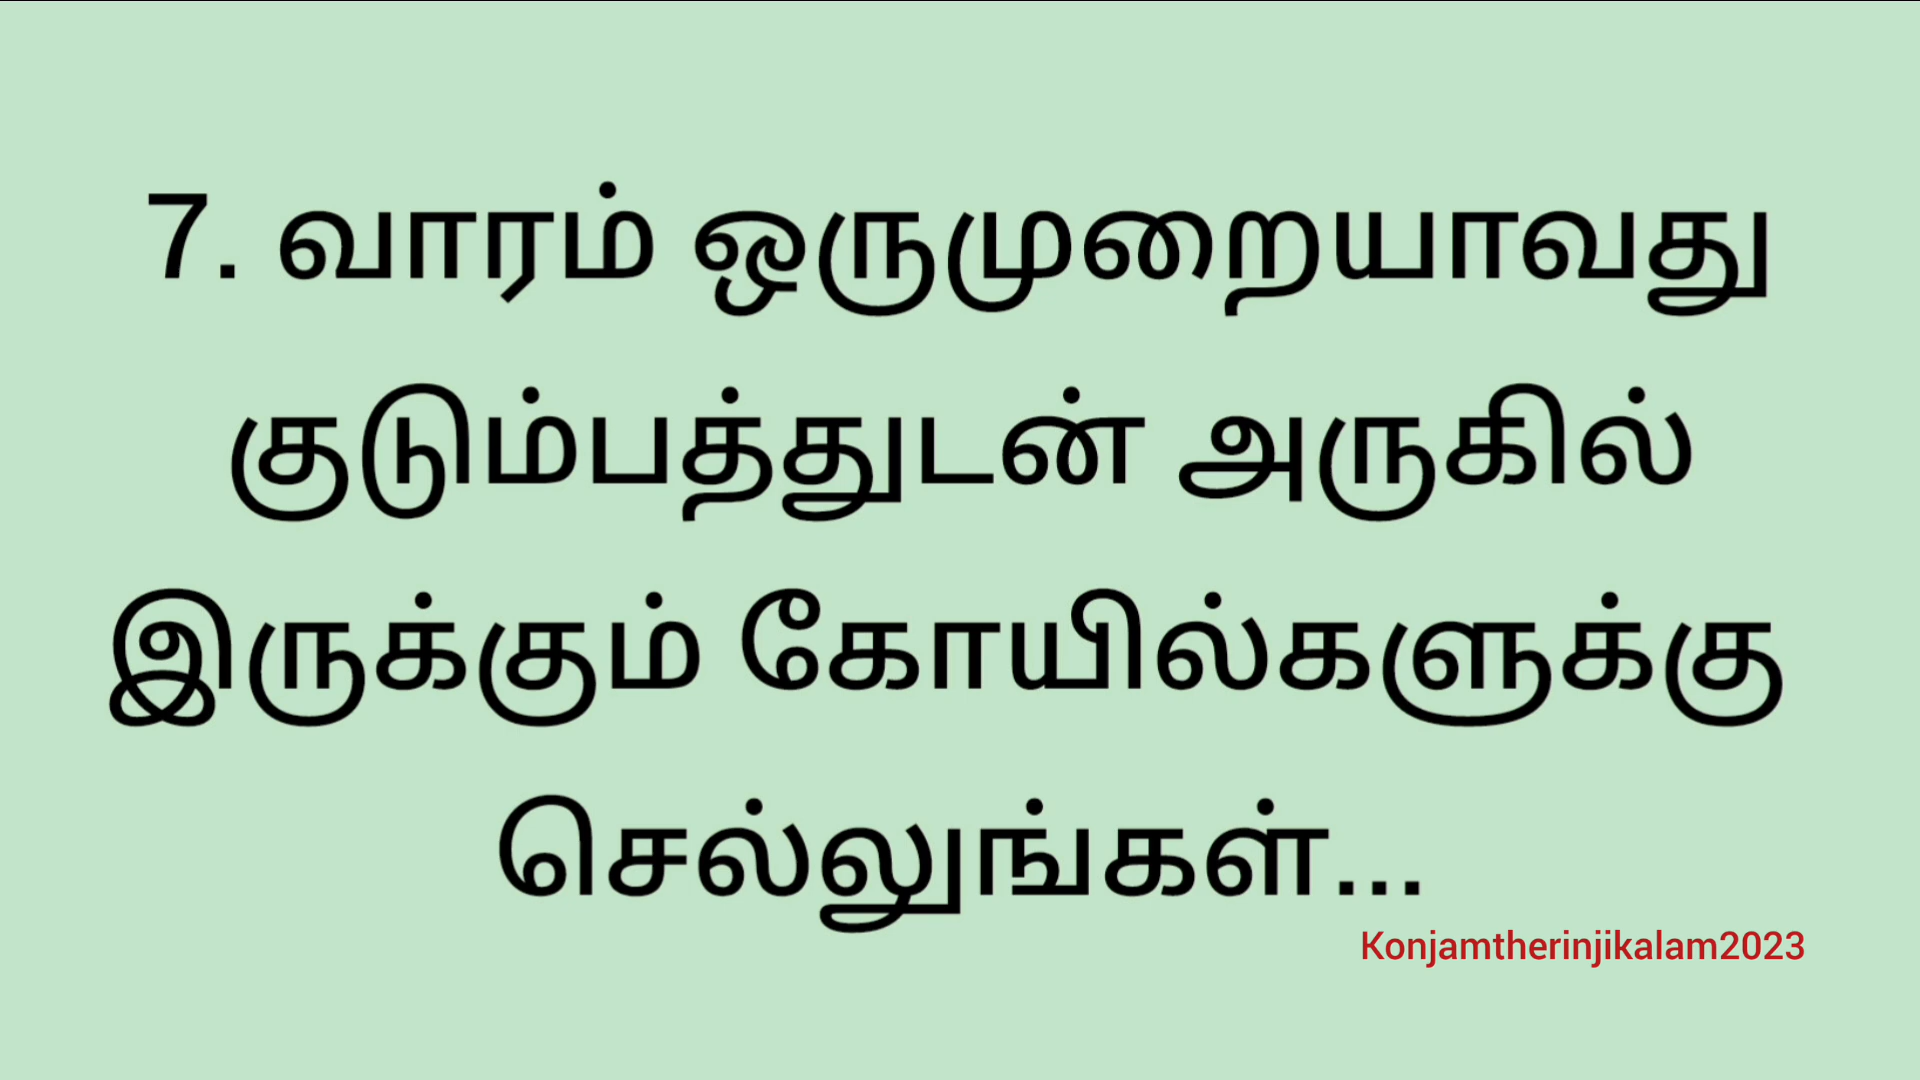 7. வாரம் ஒருமுறையாவது
குடும்பத்துடன் அருகில்
இருக்கும் கோயில்களுக்கு
செல்லுங்கள்...
Konjamtherinjikalam2023